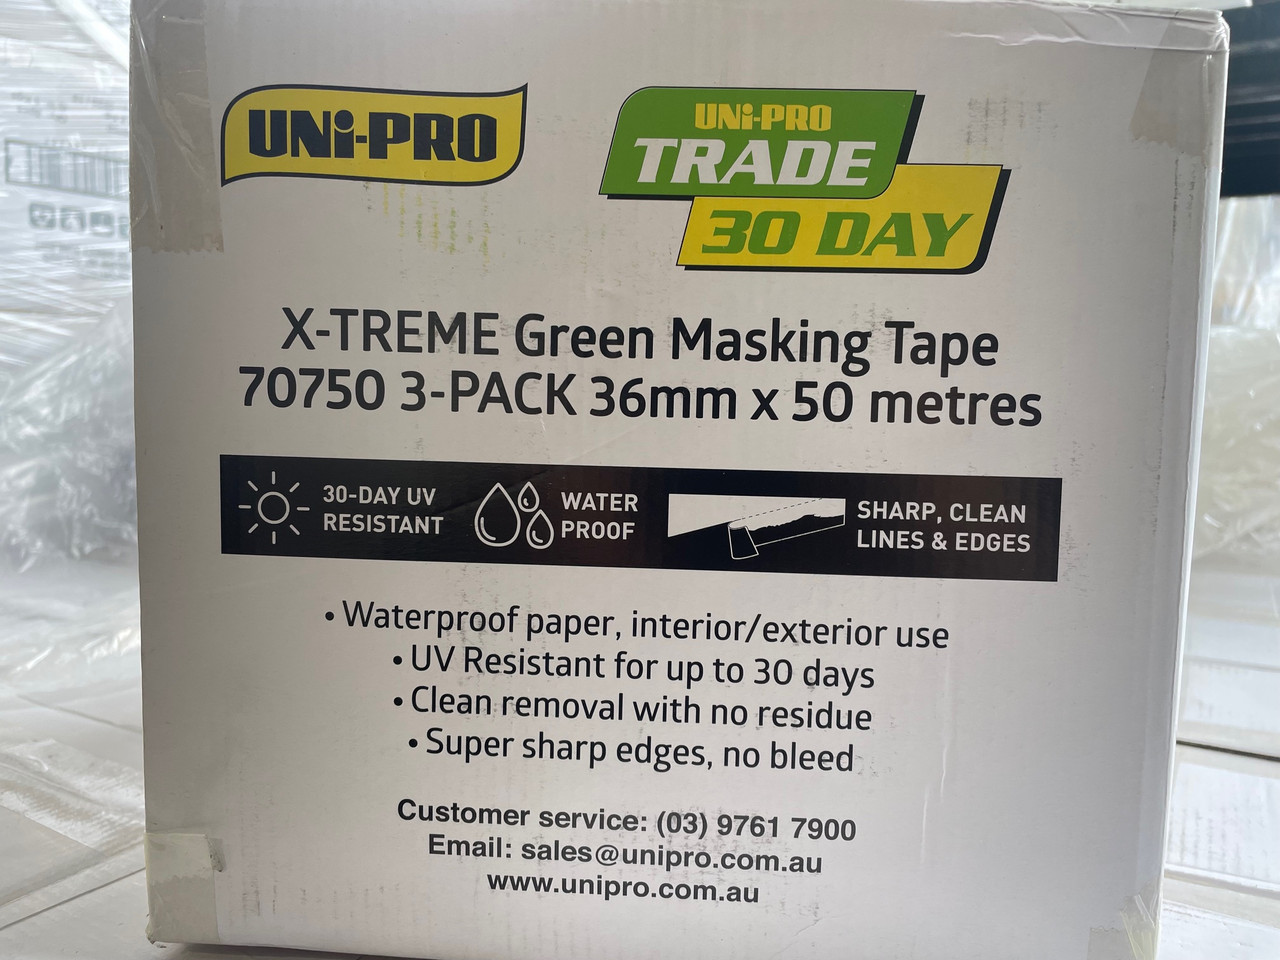 UNi-PRO
UNi-PRO
TRADE
30 DAY
X-TREME Green Masking Tape
70750 3-PACK 36mm x 50 metres
30-DAY UV
RESISTANT
WATER
PROOF
SHARP, CLEAN
LINES & EDGES
• Waterproof paper, interior/exterior use
• UV Resistant for up to 30 days
• Clean removal with no residue
• Super sharp edges, no bleed
Customer service: (03) 9761 7900
Email: sales@unipro.com.au
www.unipro.com.au